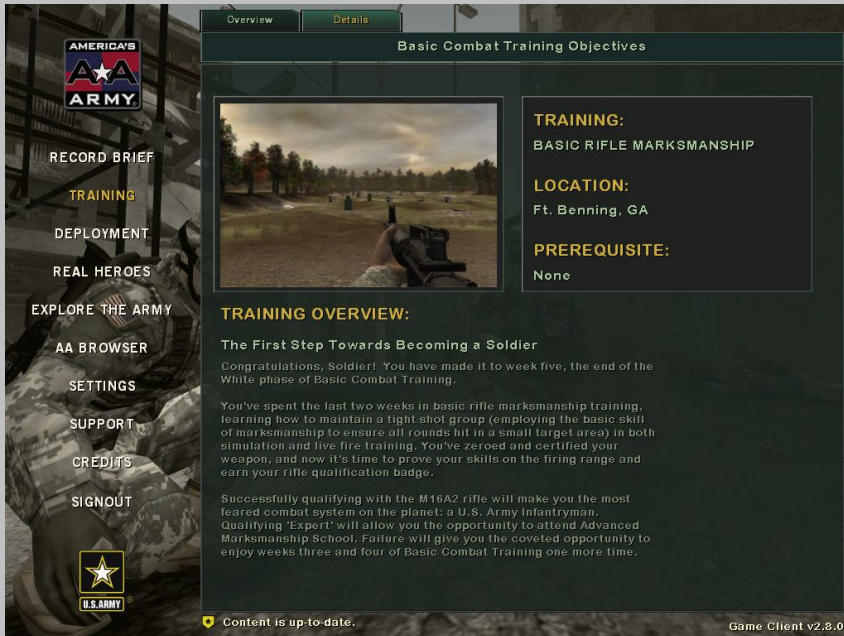 Overview
Details
Basic Combat Training Objectives
AMERICA'S
AA
ARMY
RECORD BRIEF
TRAINING
DEPLOYMENT
REAL HEROES
EXPLORE THE ARMY
AA BROWSER
SETTINGS
SUPPORT
CREDITS
SIGNOUT
U.S.ARMY
®
TRAINING:
BASIC RIFLE MARKSMANSHIP
LOCATION:
Ft. Benning, GA
PREREQUISITE:
None
TRAINING OVERVIEW:
The First Step Towards Becoming a Soldier
Congratulations, Soldier! You have made it to week five, the end of the
White phase of Basic Combat Training.
You've spent the last two weeks in basic rifle marksmanship training,
learning how to maintain a tight shot group (employing the basic skill
of marksmanship to ensure all rounds hit in a small target area) in both
simulation and live fire training. You've zeroed and certified your
weapon, and now it's time to prove your skills on the firing range and
earn your rifle qualification badge.
Successfully qualifying with the M16A2 rifle will make you the most
feared combat system on the planet: a U.S. Army Infantryman.
Qualifying 'Expert' will allow you the opportunity to attend Advanced
Marksmanship School. Failure will give you the coveted opportunity to
enjoy weeks three and four of Basic Combat Training one more time.
Content is up-to-date.
Game Client v2.8.0